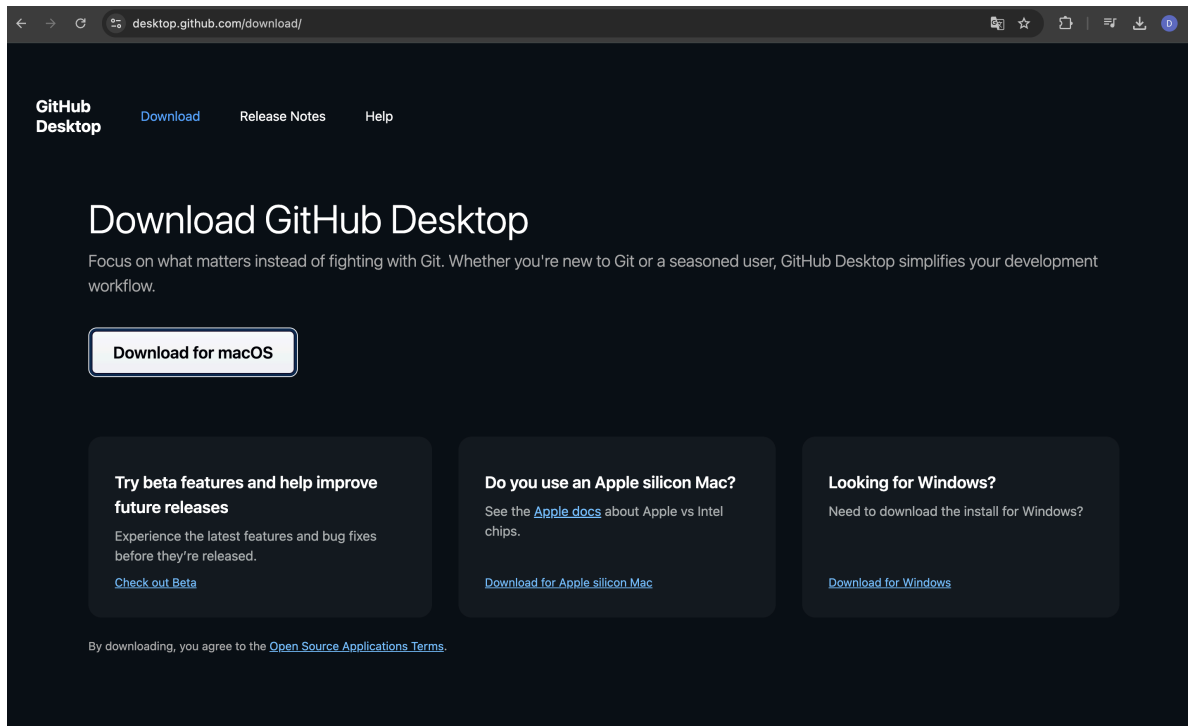 desktop.github.com/download/
D
GitHub
Desktop
Download
Release Notes
Help
Download GitHub Desktop
Focus on what matters instead of fighting with Git. Whether you're new to Git or a seasoned user, GitHub Desktop simplifies your development
workflow.
Download for macOS
Try beta features and help improve
future releases
Experience the latest features and bug fixes
before they’re released.
Check out Beta
Do you use an Apple silicon Mac?
See the Apple docs about Apple vs Intel
chips.
Download for Apple silicon Mac
Looking for Windows?
Need to download the install for Windows?
Download for Windows
By downloading, you agree to the Open Source Applications Terms.